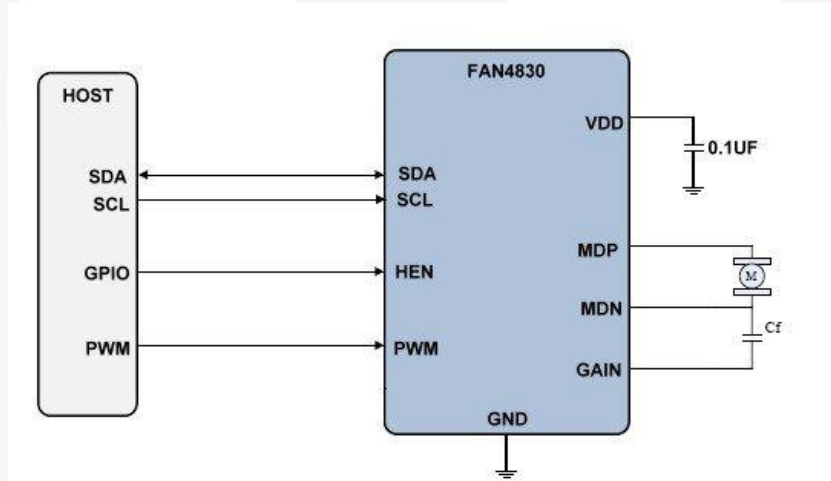 FAN4830
HOST
VDD
0.1UF
SDA
SDA
SCL
SCL
MDP
GPIO
HEN
M
MDN
Cf
PWM
PWM
GAIN
GND